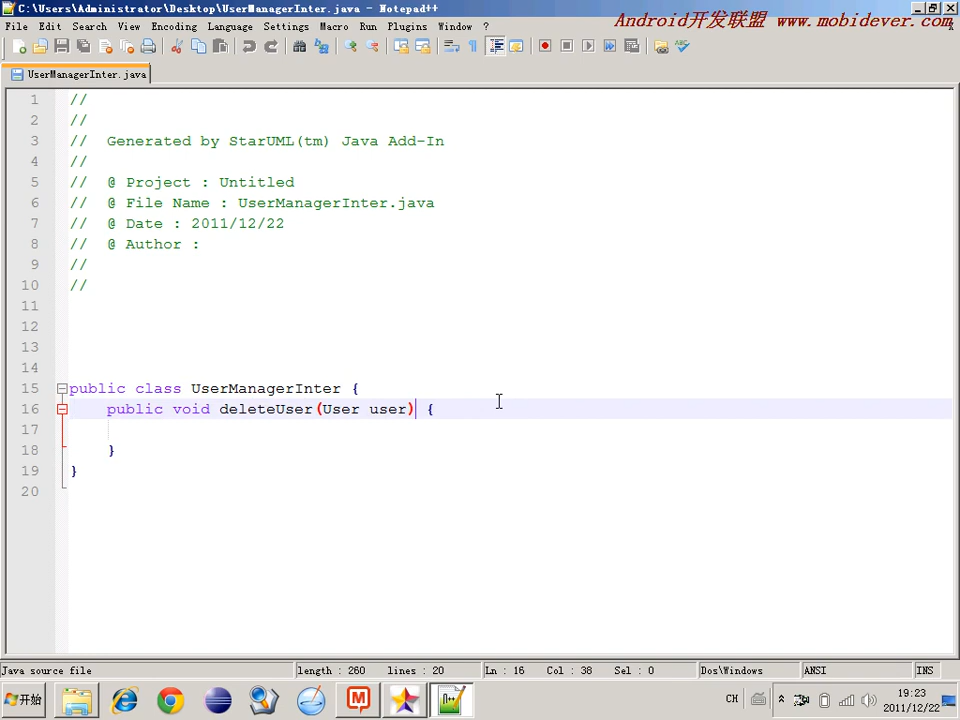 C:\Users\Administrator\Desktop\UserManagerInter.java - Notepad++
File Edit Search View Encoding Language Settings Macro Run Plugins Window ?
Android开发联盟 www.mobidever.com
UserManagerInter.java
1 //
2 //
3 // Generated by StarUML(tm) Java Add-In
4 //
5 // @ Project : Untitled
6 // @ File Name : UserManagerInter.java
7 // @ Date : 2011/12/22
8 // @ Author :
9 //
10 //
11
12
13
14
15 public class UserManagerInter {
16 public void deleteUser(User user) {
17
18 }
19 }
20
Java source file length : 260 lines : 20 Ln : 16 Col : 38 Sel : 0 Dos\Windows ANSI INS
开始 CH 19:23
2011/12/22